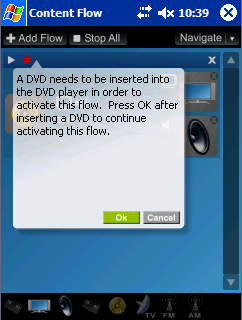 Content Flow 10:39
Add Flow Stop All Navigate
A DVD needs to be inserted into
the DVD player in order to
activate this flow. Press OK after
inserting a DVD to continue
activating this flow.
Ok Cancel
TV FM AM